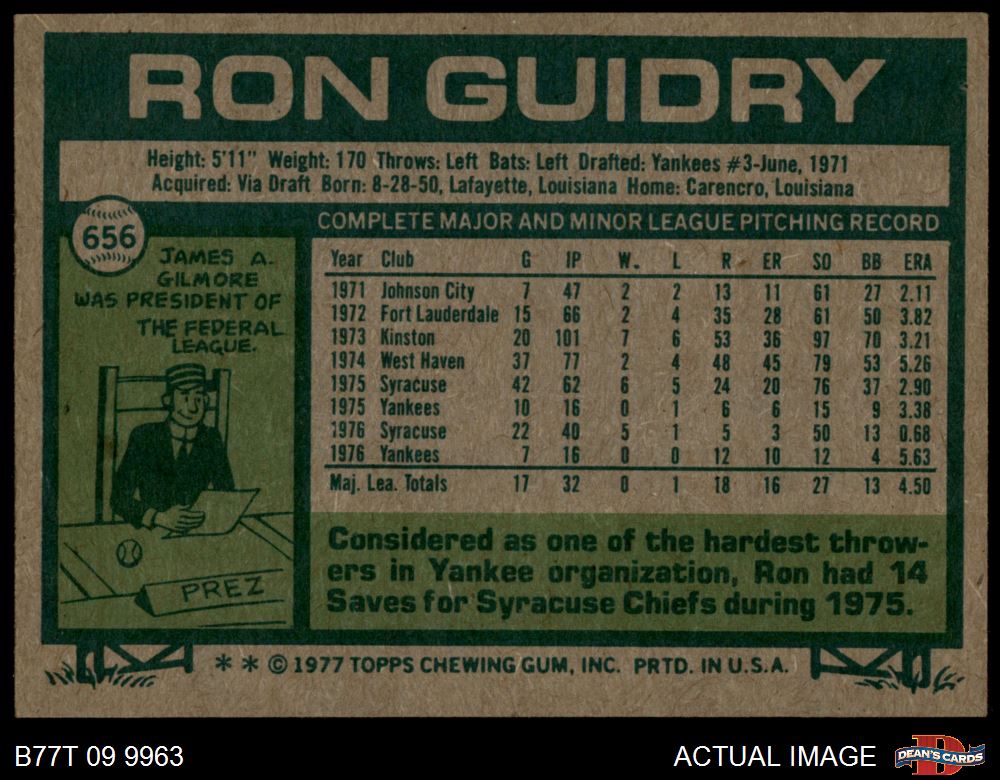 RON GUIDRY
Height: 5'11" Weight: 170 Throws: Left Bats: Left Drafted: Yankees #3-June, 1971
Acquired: Via Draft Born: 8-28-50, Lafayette, Louisiana Home: Carencro, Louisiana
656
JAMES A.
GILMORE
WAS PRESIDENT OF
THE FEDERAL
LEAGUE.
PREZ
COMPLETE MAJOR AND MINOR LEAGUE PITCHING RECORD
Year Club G IP W. L R ER SO BB ERA
1971 Johnson City 7 47 2 2 13 11 61 27 2.11
1972 Fort Lauderdale 15 66 2 4 35 28 61 50 3.82
1973 Kinston 20 101 7 6 53 36 97 70 3.21
1974 West Haven 37 77 2 4 48 45 79 53 5.26
1975 Syracuse 42 62 6 5 24 20 76 37 2.90
1975 Yankees 10 16 0 1 6 6 15 9 3.38
1976 Syracuse 22 40 5 1 5 3 50 13 0.68
1976 Yankees 7 16 0 0 12 10 12 4 5.63
Maj. Lea. Totals 17 32 0 1 18 16 27 13 4.50
Considered as one of the hardest throw-
ers in Yankee organization, Ron had 14
Saves for Syracuse Chiefs during 1975.
* * © 1977 TOPPS CHEWING GUM, INC. PRTD. IN U.S.A.
B77T 09 9963
ACTUAL IMAGE
D
DEAN'S CARDS